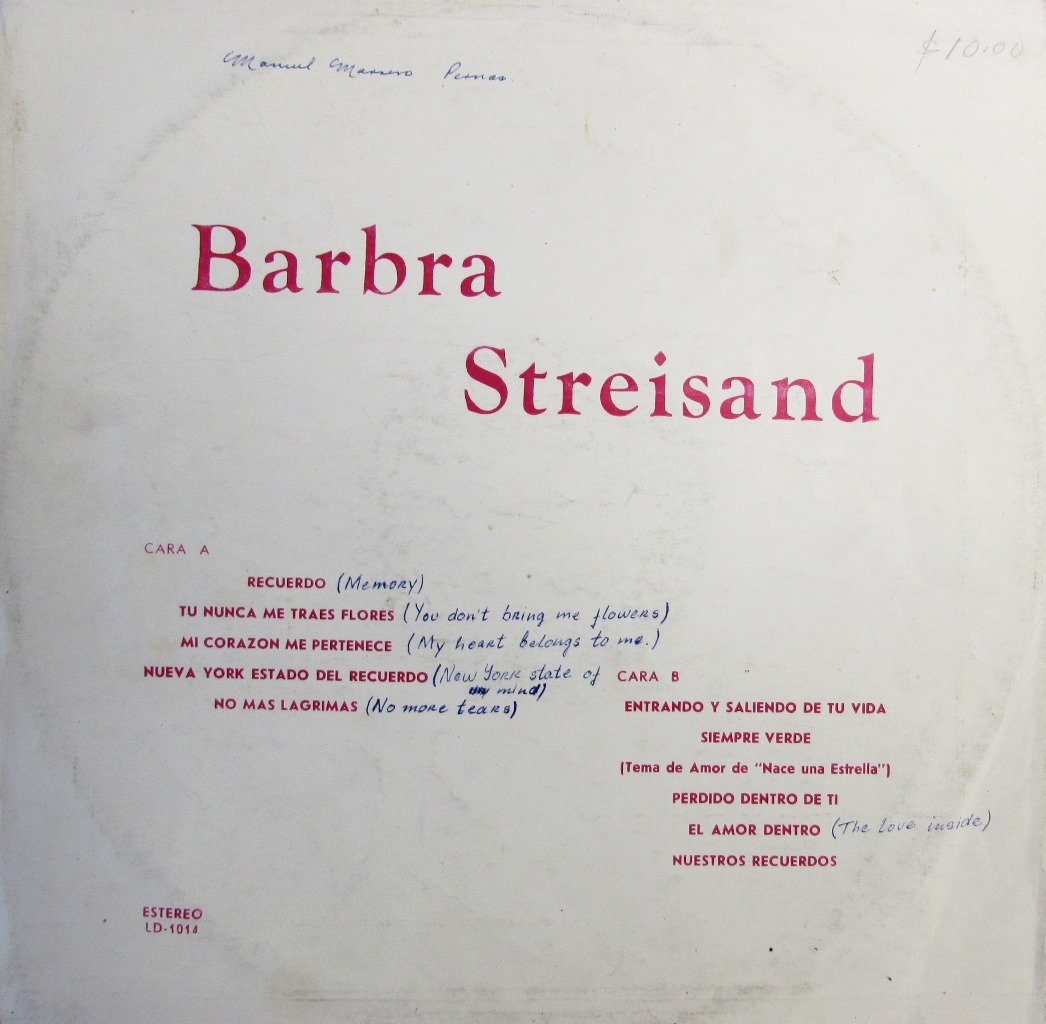 Manuel Marrero Pernas.
¢10.00
Barbra
Streisand
CARA A
RECUERDO (Memory)
TU NUNCA ME TRAES FLORES (You don't bring me flowers)
MI CORAZON ME PERTENECE (My heart belongs to me.)
NUEVA YORK ESTADO DEL RECUERDO (New York state of
mind)
NO MAS LAGRIMAS (No more tears)
CARA B
ENTRANDO Y SALIENDO DE TU VIDA
SIEMPRE VERDE
(Tema de Amor de "Nace una Estrella")
PERDIDO DENTRO DE TI
EL AMOR DENTRO (The love inside)
NUESTROS RECUERDOS
ESTEREO
LD-1014